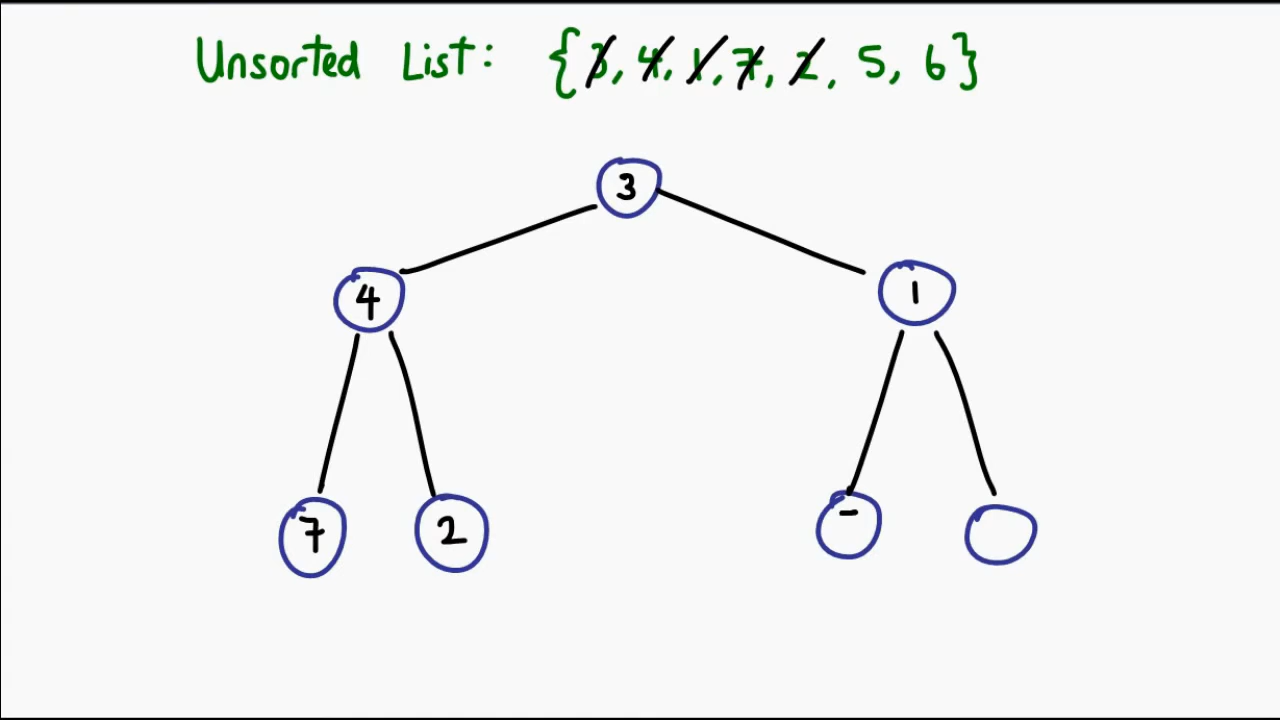 Unsorted List: {3, 4, 1, 7, 2, 5, 6}
3
4 1
7 2 -